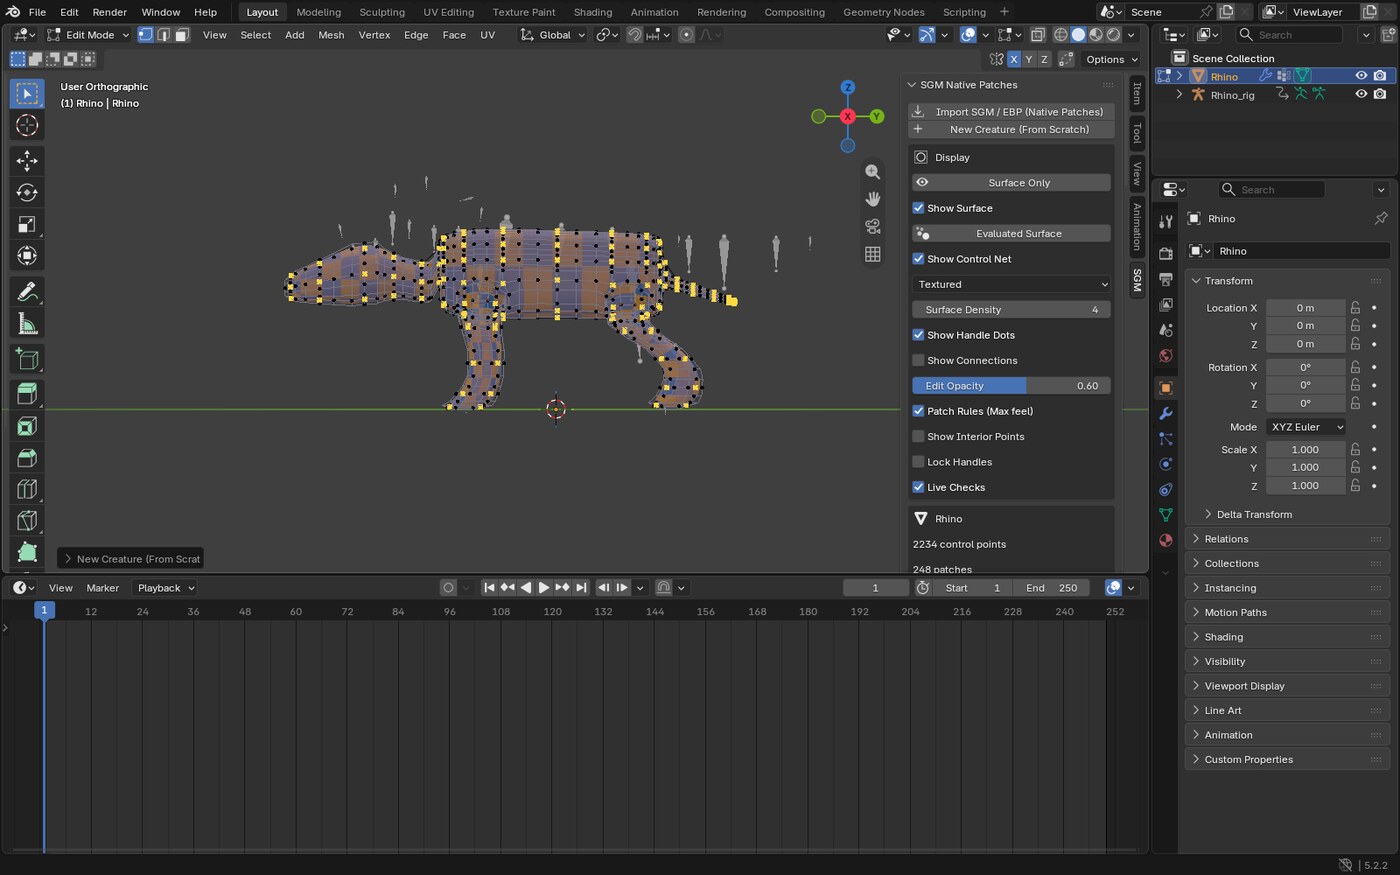 File Edit Render Window Help Layout Modeling Sculpting UV Editing Texture Paint Shading Animation Rendering Compositing Geometry Nodes Scripting + Scene ViewLayer
Edit Mode View Select Add Mesh Vertex Edge Face UV Global Search
X Y Z Options
Scene Collection
Rhino
Rhino_rig
User Orthographic
(1) Rhino | Rhino
Z
X
Y
SGM Native Patches
Import SGM / EBP (Native Patches)
New Creature (From Scratch)
Display
Surface Only
Show Surface
Evaluated Surface
Show Control Net
Textured
Surface Density 4
Show Handle Dots
Show Connections
Edit Opacity 0.60
Patch Rules (Max feel)
Show Interior Points
Lock Handles
Live Checks
Rhino
2234 control points
248 patches
Item
Tool
View
Animation
SGM
New Creature (From Scrat
Search
Rhino
Rhino
Transform
Location X 0 m
Y 0 m
Z 0 m
Rotation X 0°
Y 0°
Z 0°
Mode XYZ Euler
Scale X 1.000
Y 1.000
Z 1.000
Delta Transform
Relations
Collections
Instancing
Motion Paths
Shading
Visibility
Viewport Display
Line Art
Animation
Custom Properties
View Marker Playback 1 Start 1 End 250
1 12 24 36 48 60 72 84 96 108 120 132 144 156 168 180 192 204 216 228 240 252
5.2.2